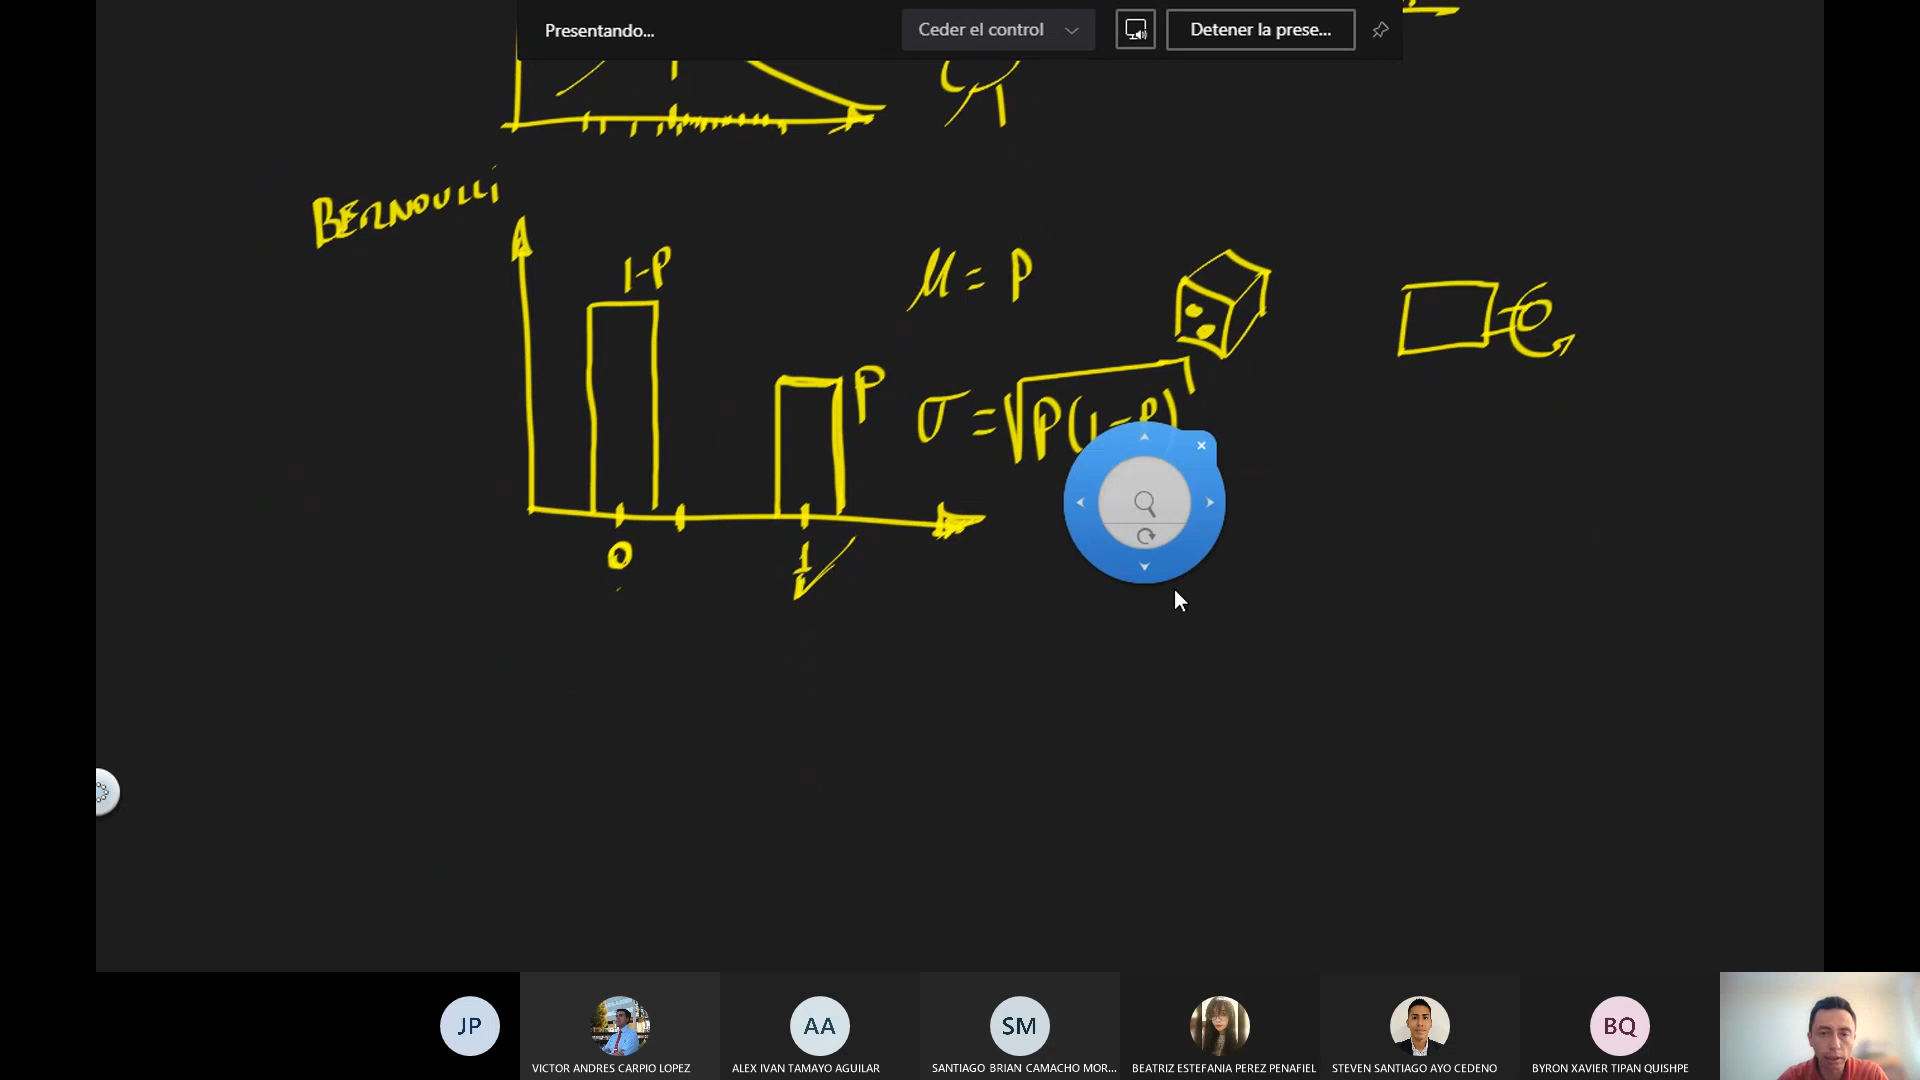 Presentando...
Ceder el control
Detener la prese...
BERNOULLI
1-P
μ = P
P
σ = √P(1-P)
0
1
JP
AA
SM
BQ
VICTOR ANDRES CARPIO LOPEZ
ALEX IVAN TAMAYO AGUILAR
SANTIAGO BRIAN CAMACHO MOR...
BEATRIZ ESTEFANIA PEREZ PENAFIEL
STEVEN SANTIAGO AYO CEDENO
BYRON XAVIER TIPAN QUISHPE